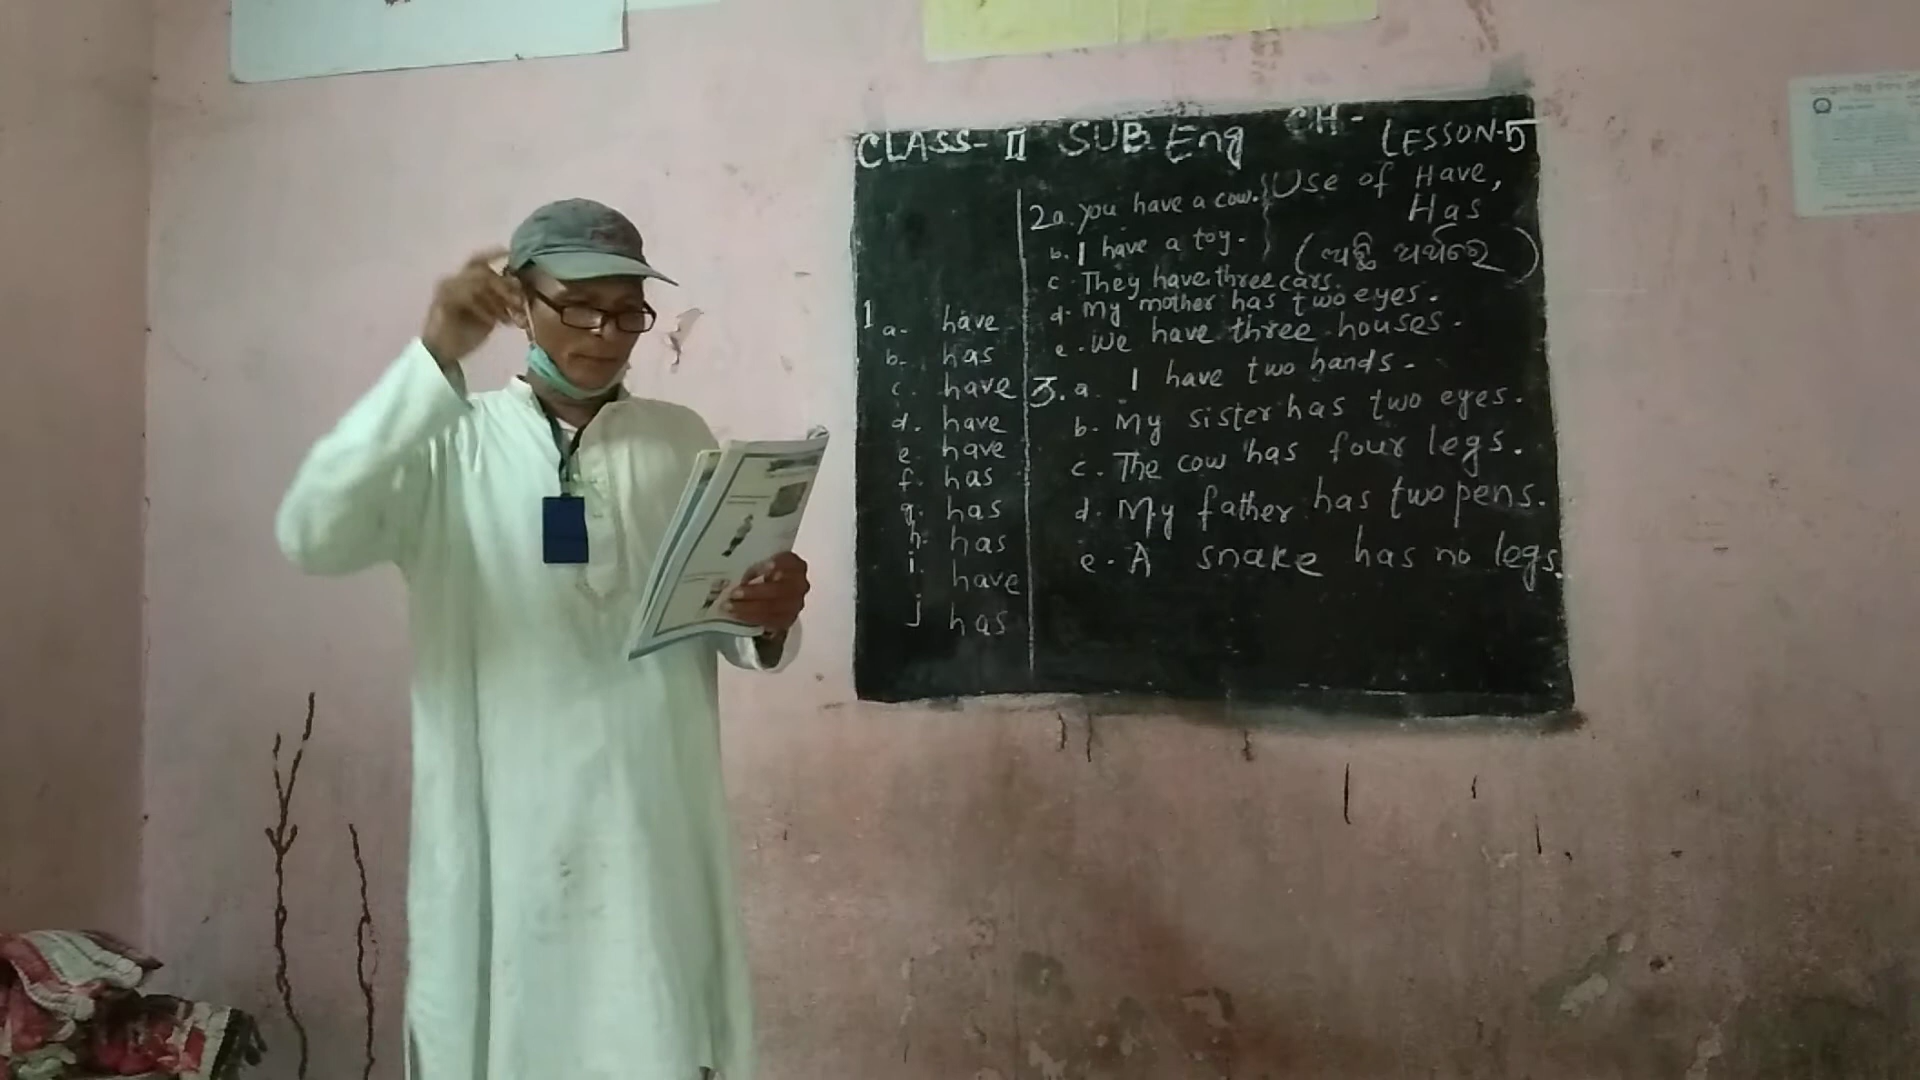 CLASS- II SUB. Eng CH- LESSON-5
Use of Have,
Has
(ଅଛି ଅର୍ଥରେ)
1
a. have
b. has
c. have
d. have
e. have
f. has
g. has
h. has
i. have
j has
2a. you have a cow.
b. I have a toy.
c. They have three cars.
d. My mother has two eyes.
e. We have three houses.
3. a. I have two hands.
b. My sister has two eyes.
c. The cow has four legs.
d. My father has two pens.
e. A snake has no legs.